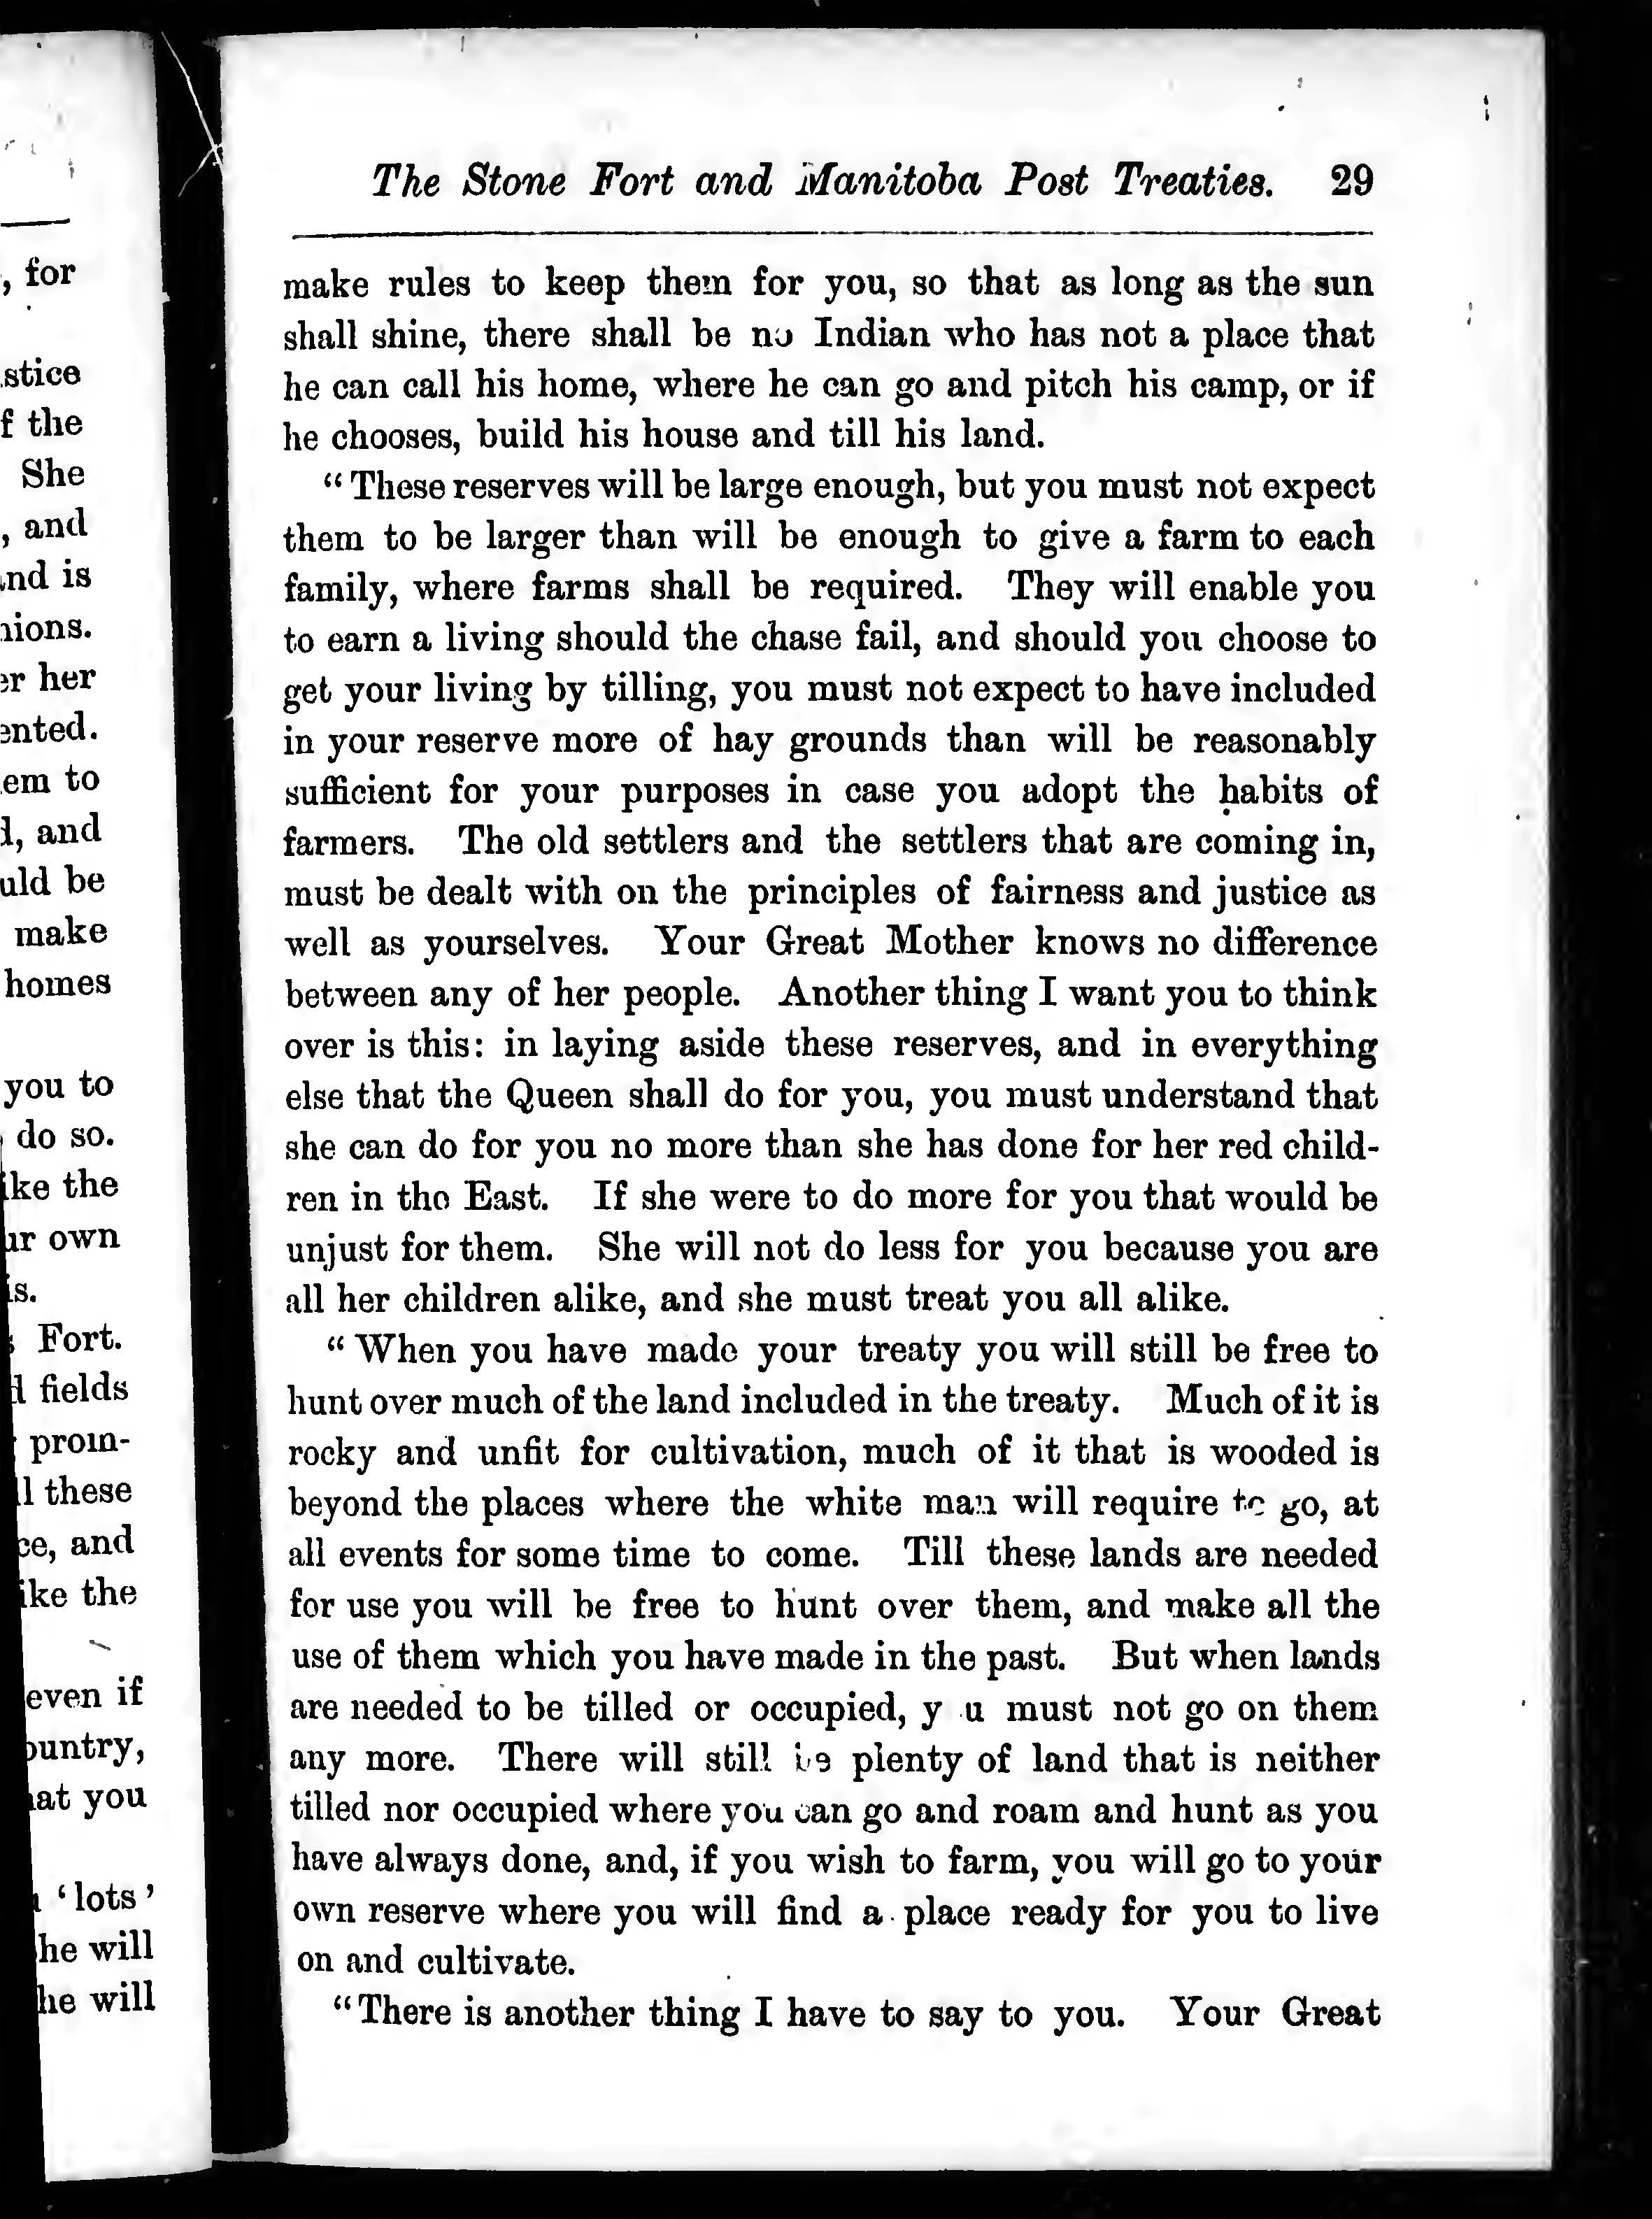 , for
stice
f the
She
, and
nd is
nions.
er her
ented.
em to
d, and
uld be
make
homes
you to
do so.
ike the
ur own
is.
Fort.
d fields
prom-
ll these
ce, and
ike the
even if
ountry,
at you
‘lots’
he will
he will
The Stone Fort and Manitoba Post Treaties. 29
make rules to keep them for you, so that as long as the sun
shall shine, there shall be no Indian who has not a place that
he can call his home, where he can go and pitch his camp, or if
he chooses, build his house and till his land.
“These reserves will be large enough, but you must not expect
them to be larger than will be enough to give a farm to each
family, where farms shall be required. They will enable you
to earn a living should the chase fail, and should you choose to
get your living by tilling, you must not expect to have included
in your reserve more of hay grounds than will be reasonably
sufficient for your purposes in case you adopt the habits of
farmers. The old settlers and the settlers that are coming in,
must be dealt with on the principles of fairness and justice as
well as yourselves. Your Great Mother knows no difference
between any of her people. Another thing I want you to think
over is this: in laying aside these reserves, and in everything
else that the Queen shall do for you, you must understand that
she can do for you no more than she has done for her red child-
ren in the East. If she were to do more for you that would be
unjust for them. She will not do less for you because you are
all her children alike, and she must treat you all alike.
“When you have made your treaty you will still be free to
hunt over much of the land included in the treaty. Much of it is
rocky and unfit for cultivation, much of it that is wooded is
beyond the places where the white man will require to go, at
all events for some time to come. Till these lands are needed
for use you will be free to hunt over them, and make all the
use of them which you have made in the past. But when lands
are needed to be tilled or occupied, you must not go on them
any more. There will still be plenty of land that is neither
tilled nor occupied where you can go and roam and hunt as you
have always done, and, if you wish to farm, you will go to your
own reserve where you will find a place ready for you to live
on and cultivate.
“There is another thing I have to say to you. Your Great